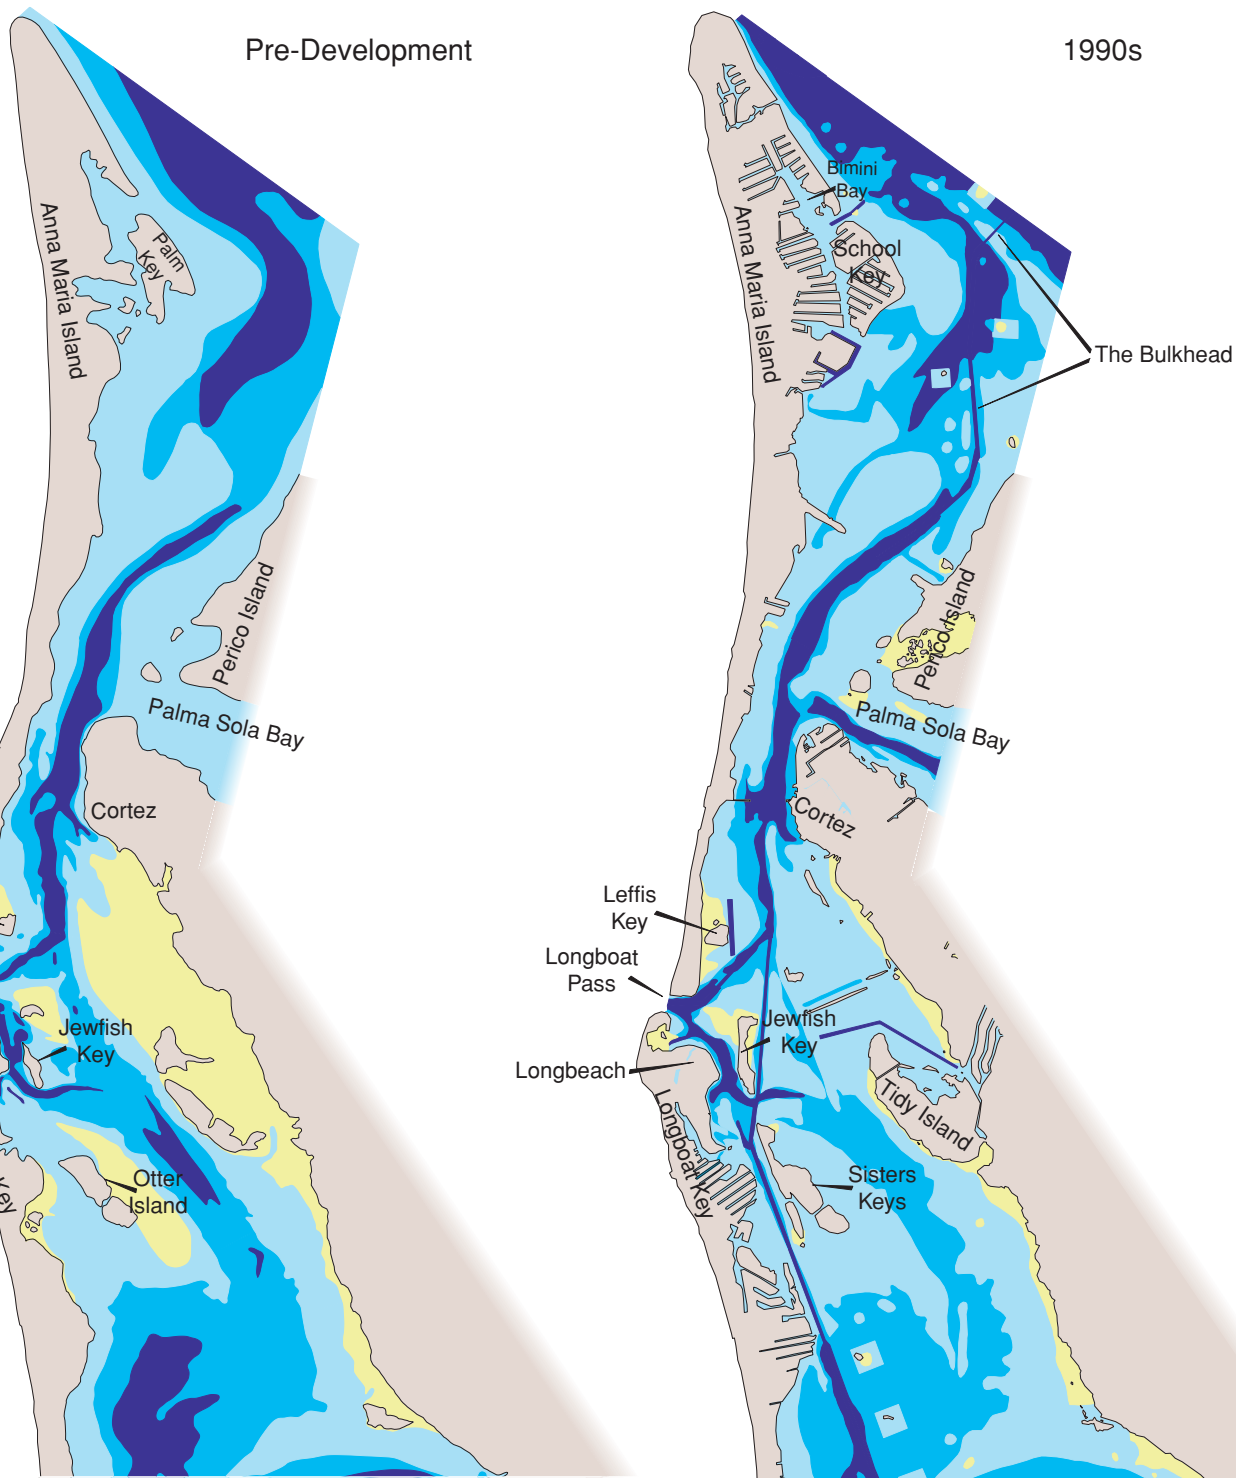 Pre-Development
Anna Maria Island
Palm
Key
Perico Island
Palma Sola Bay
Cortez
Jewfish
Key
Otter
Island
Key
1990s
Bimini
Bay
Anna Maria Island
School
Key
The Bulkhead
Perico Island
Palma Sola Bay
Cortez
Leffis
Key
Longboat
Pass
Jewfish
Key
Longbeach
Longboat Key
Tidy Island
Sisters
Keys